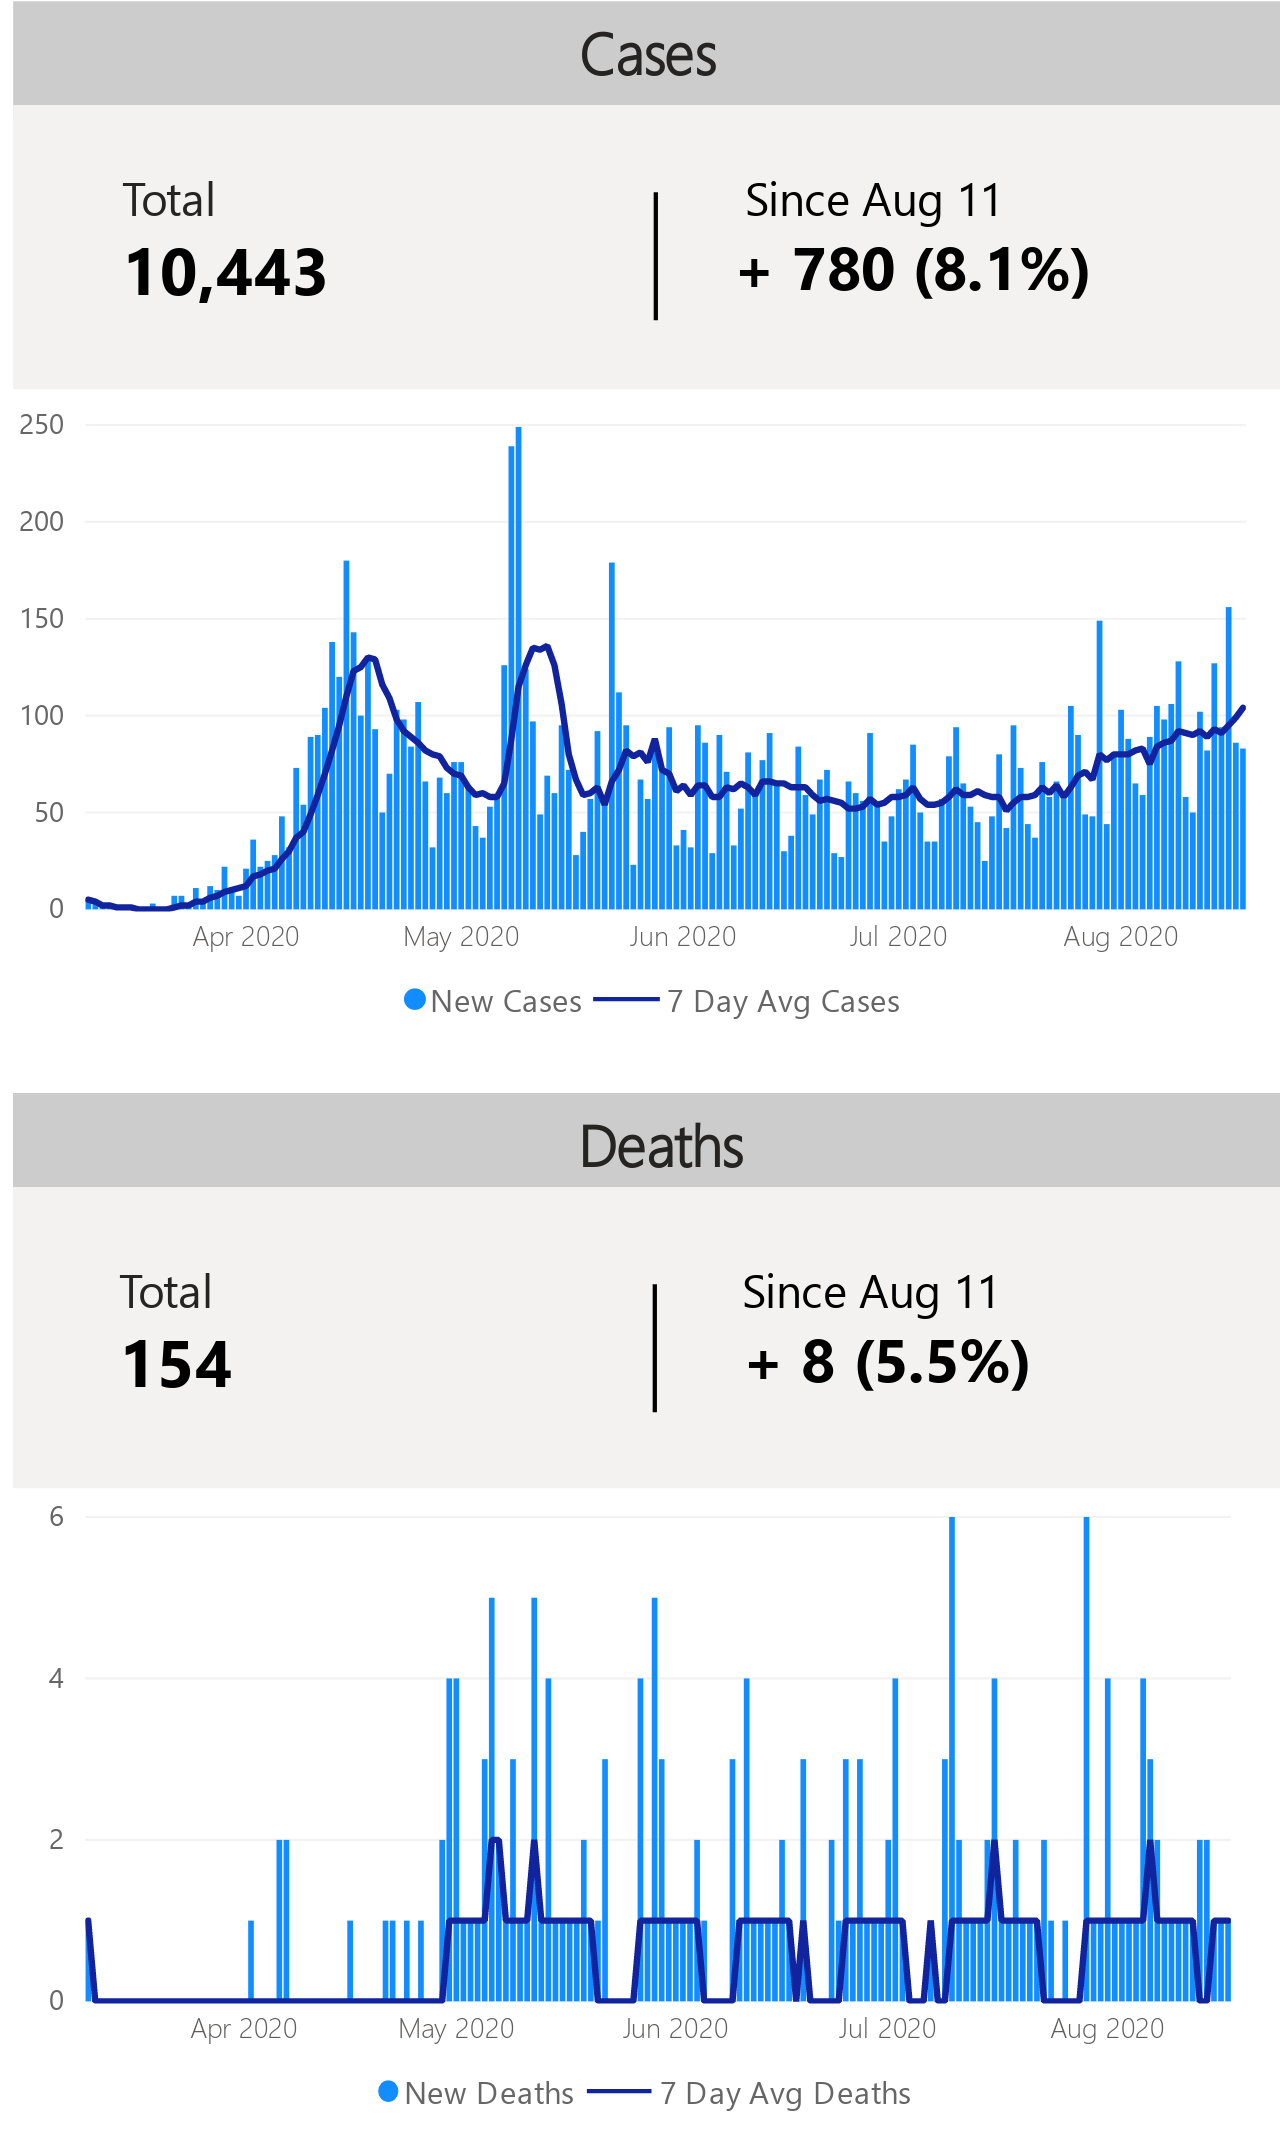 Cases
Total
Since Aug 11
10,443
+ 780 (8.1%)
250
200
150
100
50
0
Apr 2020
May 2020
Jun 2020
Jul 2020
Aug 2020
New Cases
7 Day Avg Cases
Deaths
Total
Since Aug 11
154
+ 8 (5.5%)
6
4
2
0
Apr 2020
May 2020
Jun 2020
Jul 2020
Aug 2020
New Deaths
7 Day Avg Deaths